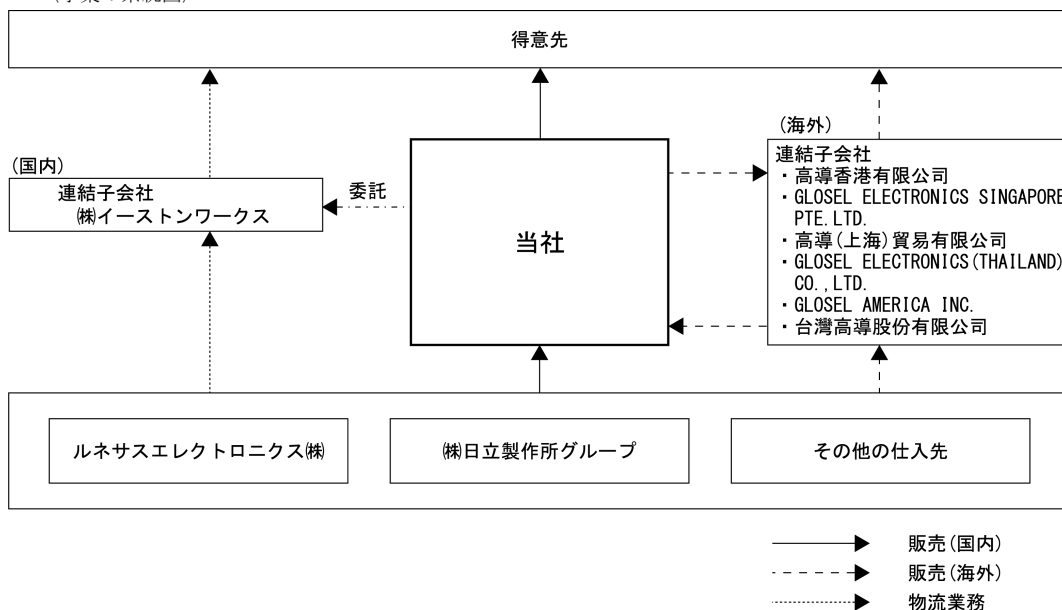 得意先
(海外)
(国内)
連結子会社
㈱イーストンワークス
委託
当社
連結子会社
・高導香港有限公司
・GLOSEL ELECTRONICS SINGAPORE
PTE.LTD.
・高導(上海)貿易有限公司
・GLOSEL ELECTRONICS(THAILAND)
CO.,LTD.
・GLOSEL AMERICA INC.
・台灣高導股份有限公司
ルネサスエレクトロニクス㈱
㈱日立製作所グループ
その他の仕入先
販売(国内)
販売(海外)
物流業務